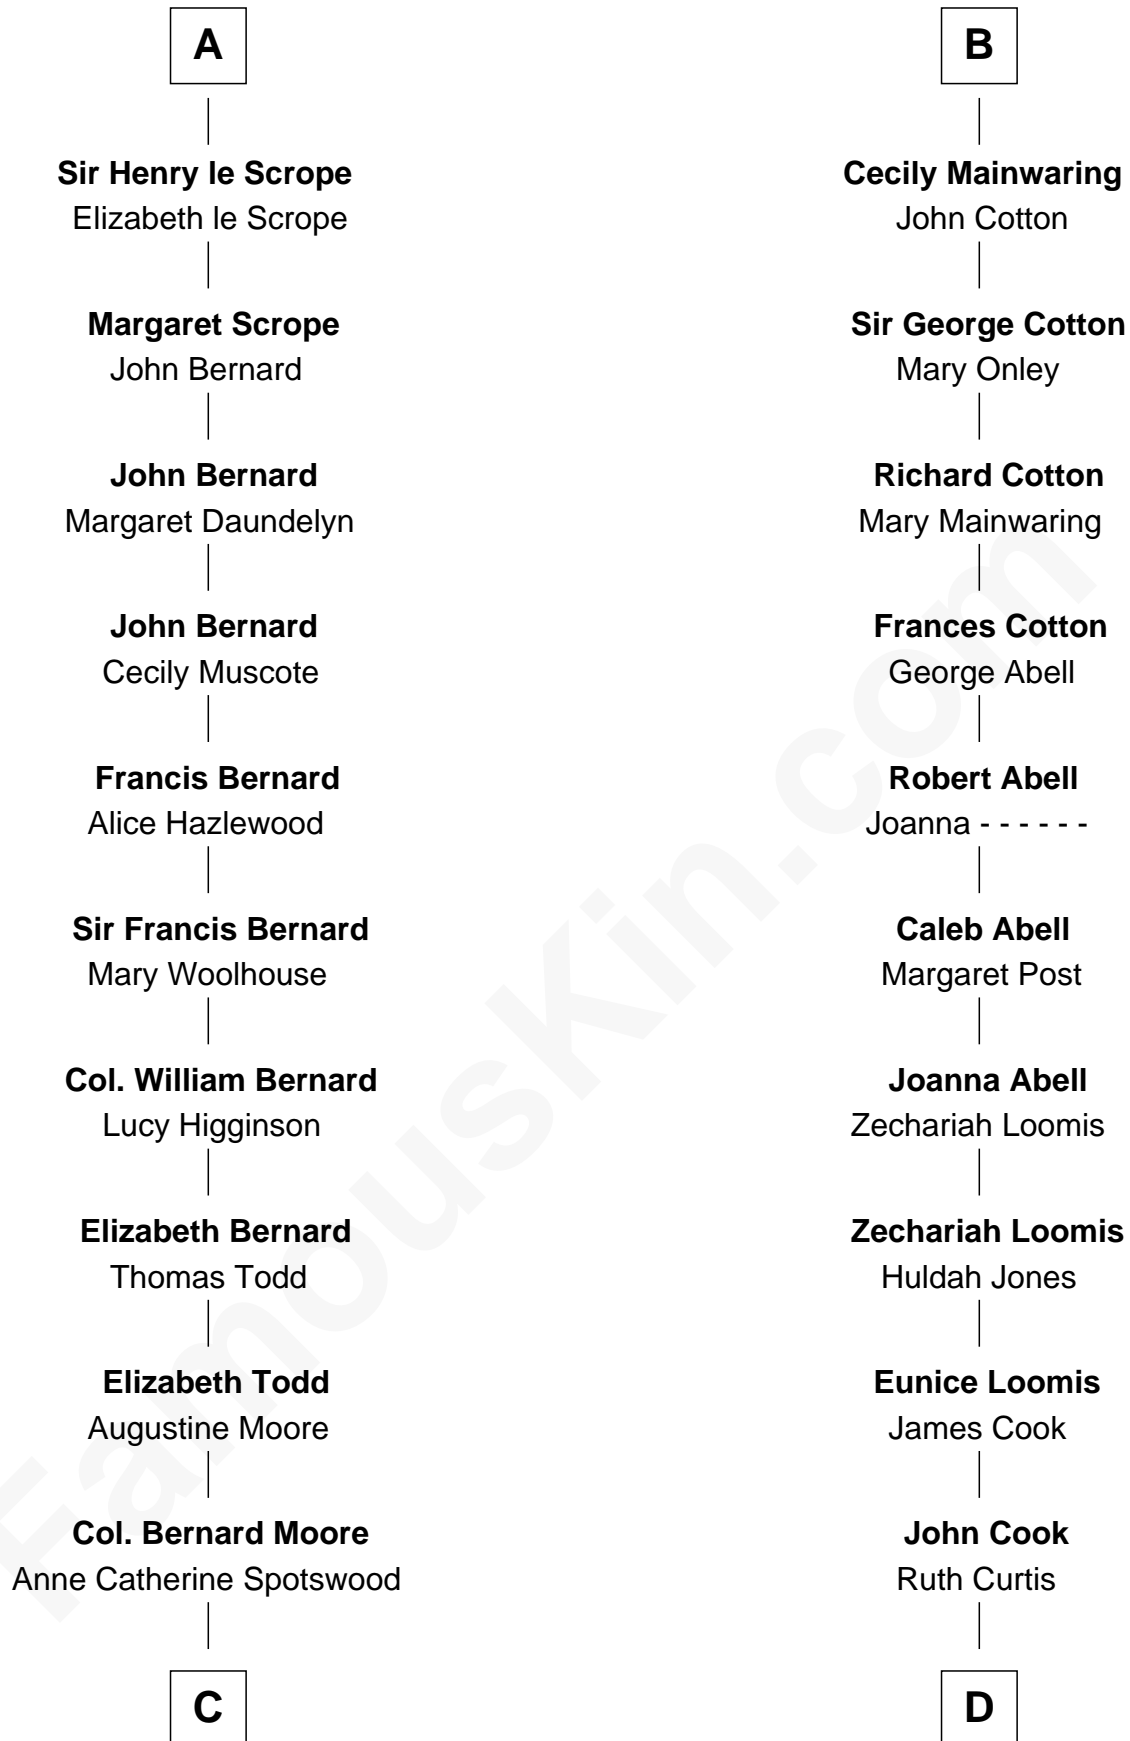 A
Sir Henry le Scrope
Elizabeth le Scrope
Margaret Scrope
John Bernard
John Bernard
Margaret Daundelyn
John Bernard
Cecily Muscote
Francis Bernard
Alice Hazlewood
Sir Francis Bernard
Mary Woolhouse
Col. William Bernard
Lucy Higginson
Elizabeth Bernard
Thomas Todd
Elizabeth Todd
Augustine Moore
Col. Bernard Moore
Anne Catherine Spotswood
C
B
Cecily Mainwaring
John Cotton
Sir George Cotton
Mary Onley
Richard Cotton
Mary Mainwaring
Frances Cotton
George Abell
Robert Abell
Joanna - - - - - -
Caleb Abell
Margaret Post
Joanna Abell
Zechariah Loomis
Zechariah Loomis
Huldah Jones
Eunice Loomis
James Cook
John Cook
Ruth Curtis
D
FamousKin.com